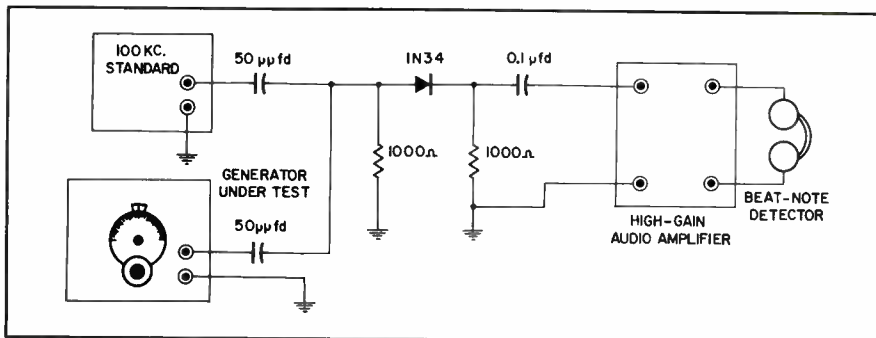 100 KC.
STANDARD
50 μμfd
1N34
0.1 μfd
1000Ω
1000Ω
GENERATOR
UNDER TEST
50μμfd
HIGH-GAIN
AUDIO AMPLIFIER
BEAT-NOTE
DETECTOR